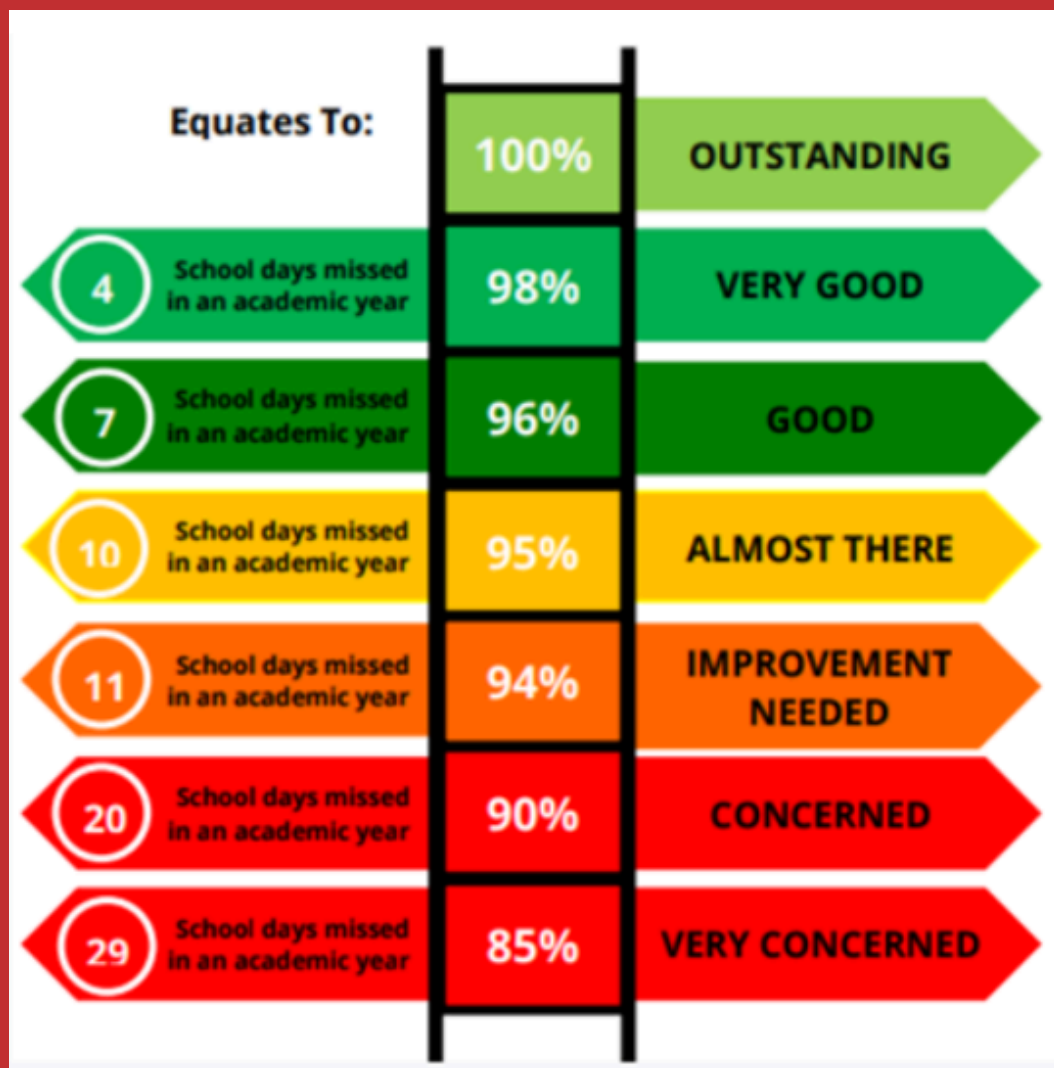 Equates To:
100%
OUTSTANDING
4
School days missed
in an academic year
98%
VERY GOOD
7
School days missed
in an academic year
96%
GOOD
10
School days missed
in an academic year
95%
ALMOST THERE
11
School days missed
in an academic year
94%
IMPROVEMENT
NEEDED
20
School days missed
in an academic year
90%
CONCERNED
29
School days missed
in an academic year
85%
VERY CONCERNED